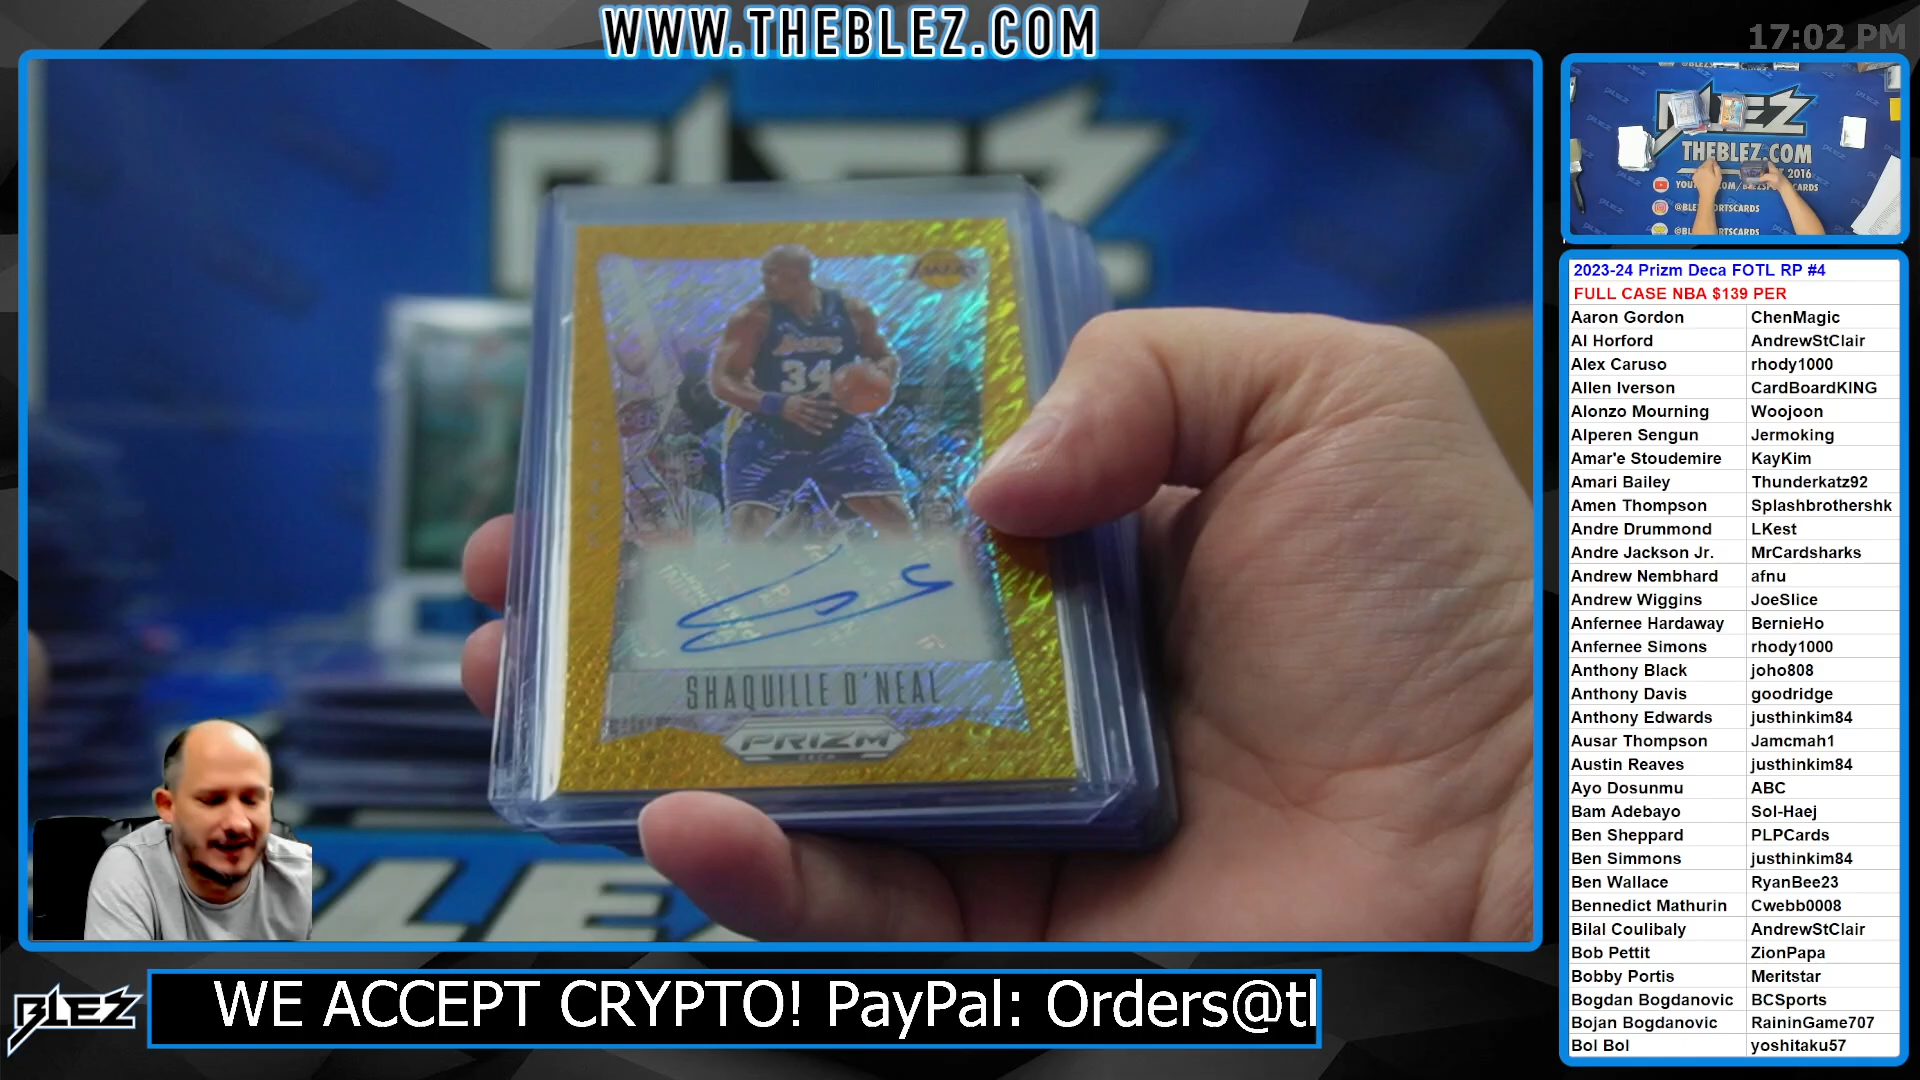 WWW.THEBLEZ.COM
17:02 PM
BLEZ
LAKERS
34
SHAQUILLE O'NEAL
PRIZM
DECA
BLEZ
THEBLEZ.COM
2016
2023-24 Prizm Deca FOTL RP #4
FULL CASE NBA $139 PER
Aaron Gordon ChenMagic
Al Horford AndrewStClair
Alex Caruso rhody1000
Allen Iverson CardBoardKING
Alonzo Mourning Woojoon
Alperen Sengun Jermoking
Amar'e Stoudemire KayKim
Amari Bailey Thunderkatz92
Amen Thompson Splashbrothershk
Andre Drummond LKest
Andre Jackson Jr. MrCardsharks
Andrew Nembhard afnu
Andrew Wiggins JoeSlice
Anfernee Hardaway BernieHo
Anfernee Simons rhody1000
Anthony Black joho808
Anthony Davis goodridge
Anthony Edwards justhinkim84
Ausar Thompson Jamcmah1
Austin Reaves justhinkim84
Ayo Dosunmu ABC
Bam Adebayo Sol-Haej
Ben Sheppard PLPCards
Ben Simmons justhinkim84
Ben Wallace RyanBee23
Bennedict Mathurin Cwebb0008
Bilal Coulibaly AndrewStClair
Bob Pettit ZionPapa
Bobby Portis Meritstar
Bogdan Bogdanovic BCSports
Bojan Bogdanovic RaininGame707
Bol Bol yoshitaku57
BLEZ
WE ACCEPT CRYPTO! PayPal: Orders@tl